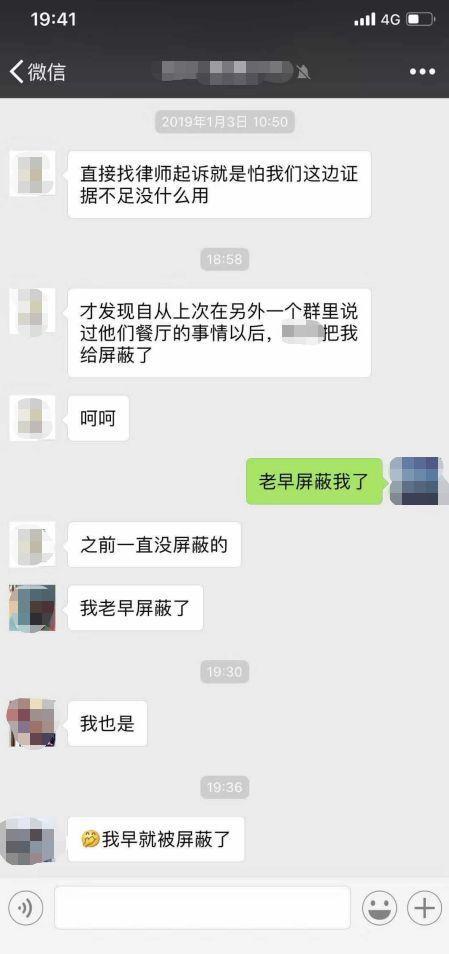 19:41
4G
微信
2019年1月3日 10:50
直接找律师起诉就是怕我们这边证
据不足没什么用
18:58
才发现自从上次在另外一个群里说
过他们餐厅的事情以后，把我
给屏蔽了
呵呵
老早屏蔽我了
之前一直没屏蔽的
我老早屏蔽了
19:30
我也是
19:36
🤣我早就被屏蔽了